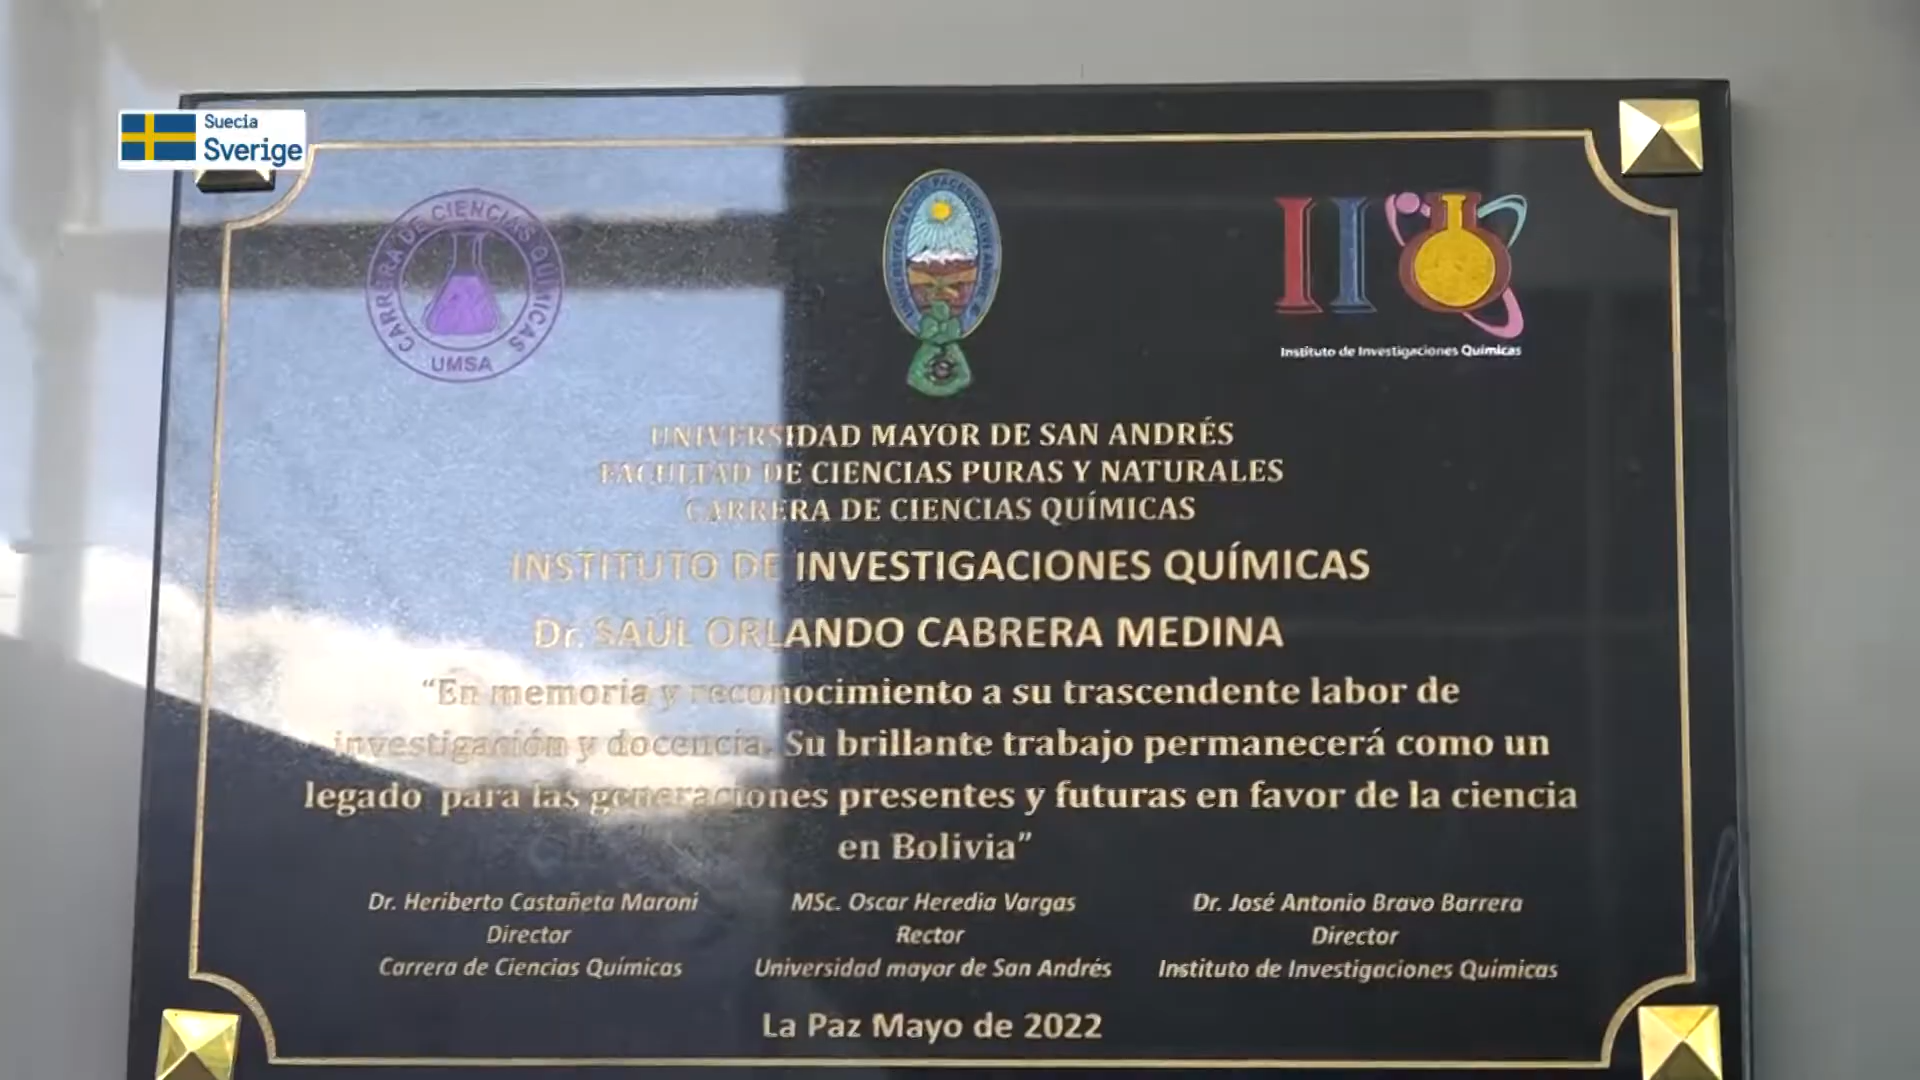 Suecia
Sverige
CARRERA DE CIENCIAS QUÍMICAS
UMSA
IIQ
Instituto de Investigaciones Químicas
UNIVERSIDAD MAYOR DE SAN ANDRÉS
FACULTAD DE CIENCIAS PURAS Y NATURALES
CARRERA DE CIENCIAS QUÍMICAS
INSTITUTO DE INVESTIGACIONES QUÍMICAS
Dr. SAÚL ORLANDO CABRERA MEDINA
“En memoria y reconocimiento a su trascendente labor de
investigación y docencia. Su brillante trabajo permanecerá como un
legado para las generaciones presentes y futuras en favor de la ciencia
en Bolivia”
Dr. Heriberto Castañeta Maroni
Director
Carrera de Ciencias Químicas
MSc. Oscar Heredia Vargas
Rector
Universidad mayor de San Andrés
Dr. José Antonio Bravo Barrera
Director
Instituto de Investigaciones Químicas
La Paz Mayo de 2022